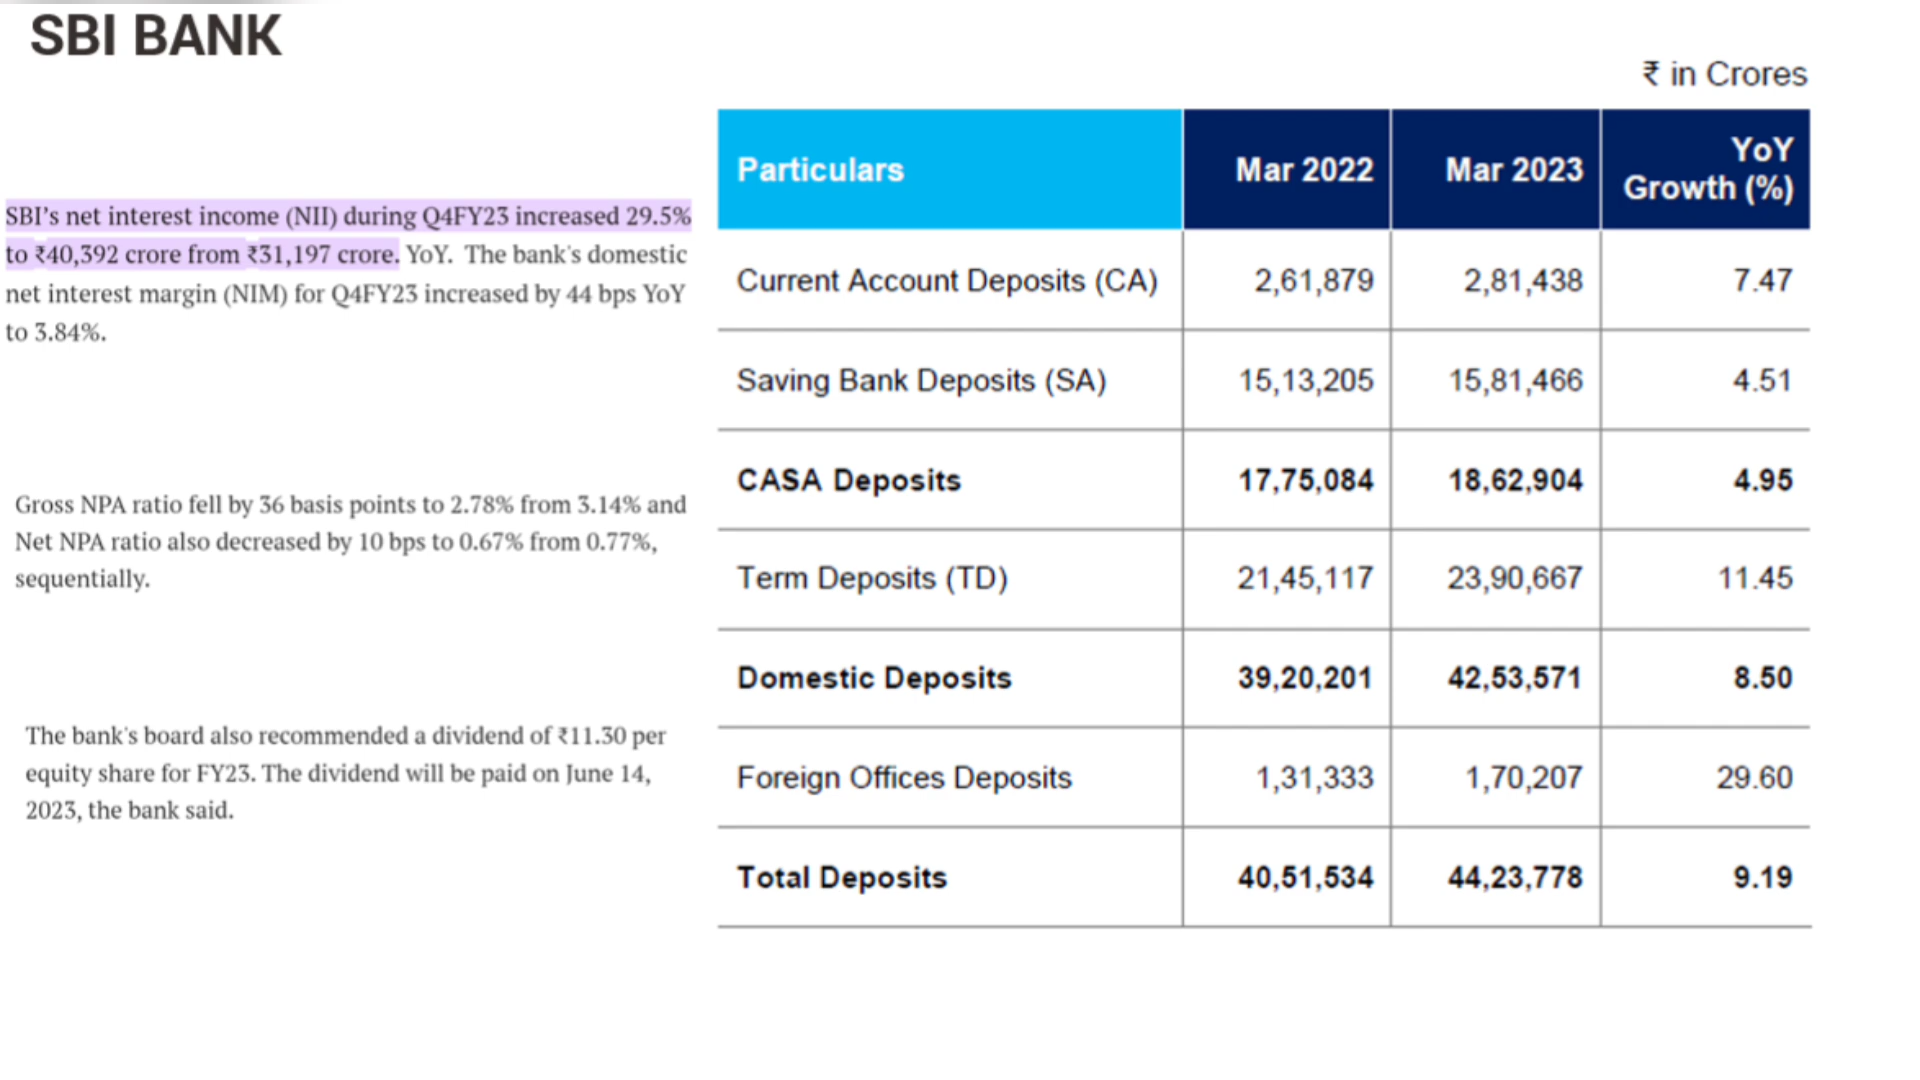 SBI BANK
SBI's net interest income (NII) during Q4FY23 increased 29.5%
to ₹40,392 crore from ₹31,197 crore. YoY. The bank's domestic
net interest margin (NIM) for Q4FY23 increased by 44 bps YoY
to 3.84%.
Gross NPA ratio fell by 36 basis points to 2.78% from 3.14% and
Net NPA ratio also decreased by 10 bps to 0.67% from 0.77%,
sequentially.
The bank's board also recommended a dividend of ₹11.30 per
equity share for FY23. The dividend will be paid on June 14,
2023, the bank said.
₹ in Crores
Particulars Mar 2022 Mar 2023 YoY Growth (%)
Current Account Deposits (CA) 2,61,879 2,81,438 7.47
Saving Bank Deposits (SA) 15,13,205 15,81,466 4.51
CASA Deposits 17,75,084 18,62,904 4.95
Term Deposits (TD) 21,45,117 23,90,667 11.45
Domestic Deposits 39,20,201 42,53,571 8.50
Foreign Offices Deposits 1,31,333 1,70,207 29.60
Total Deposits 40,51,534 44,23,778 9.19